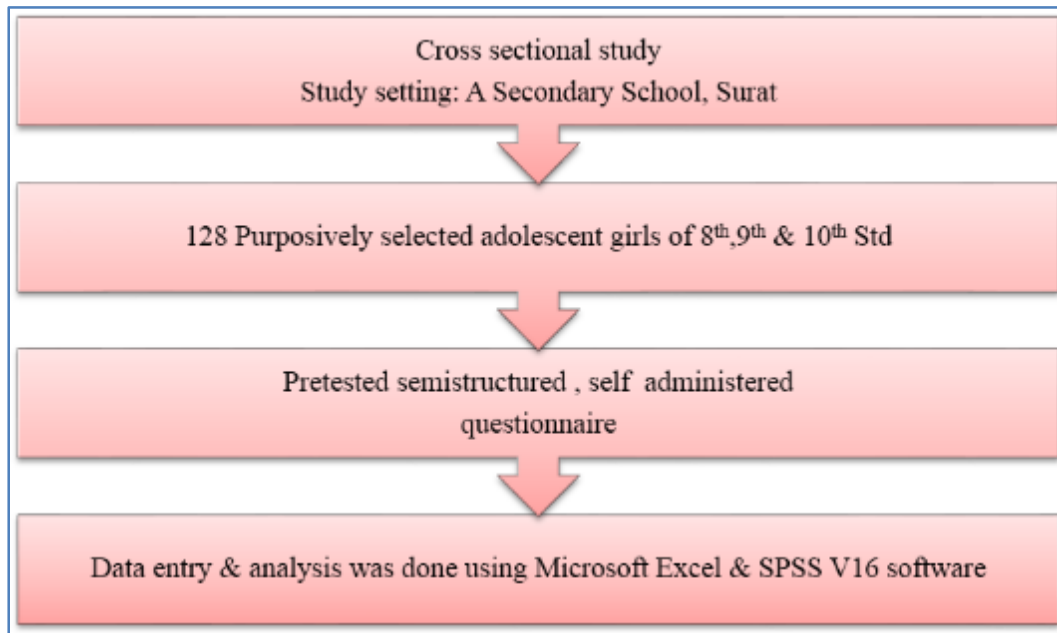 Cross sectional study
Study setting: A Secondary School, Surat
128 Purposively selected adolescent girls of 8th,9th & 10th Std
Pretested semistructured , self administered
questionnaire
Data entry & analysis was done using Microsoft Excel & SPSS V16 software